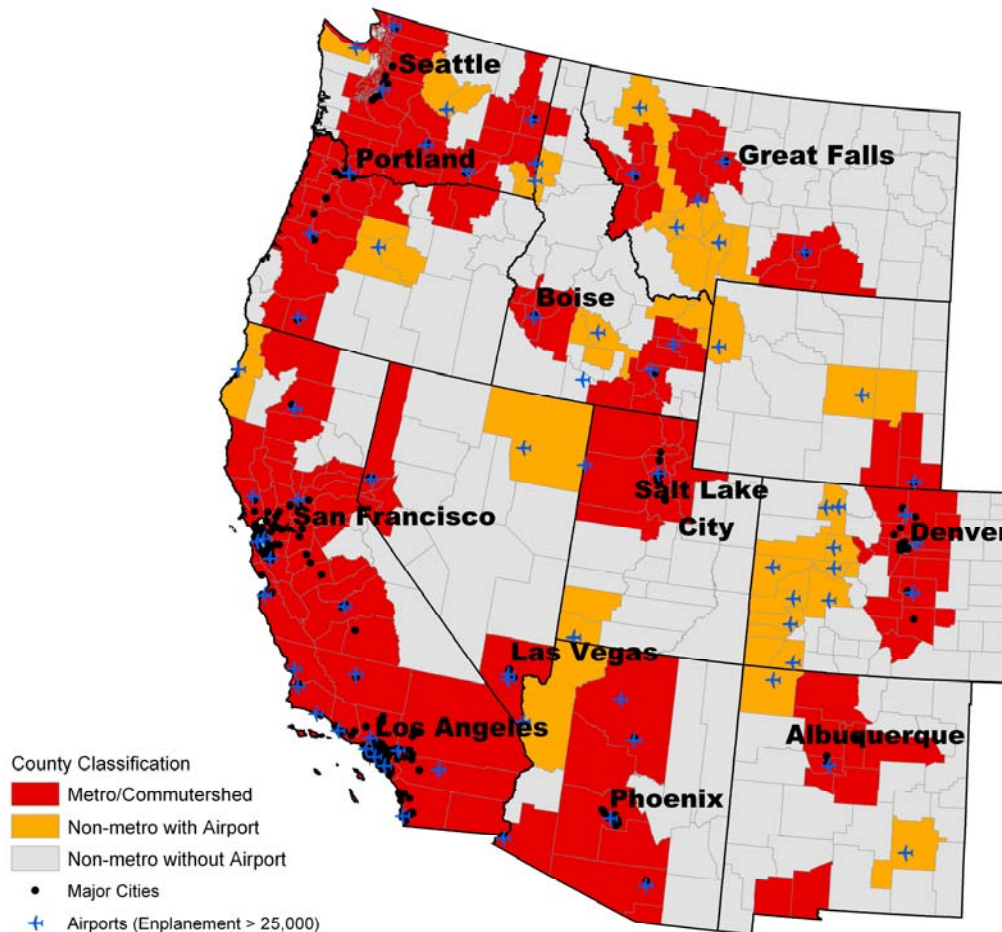 Seattle
Portland
Great Falls
Boise
Salt Lake
City
San Francisco
Denver
Las Vegas
Los Angeles
Albuquerque
Phoenix
County Classification
Metro/Commutershed
Non-metro with Airport
Non-metro without Airport
Major Cities
Airports (Enplanement > 25,000)